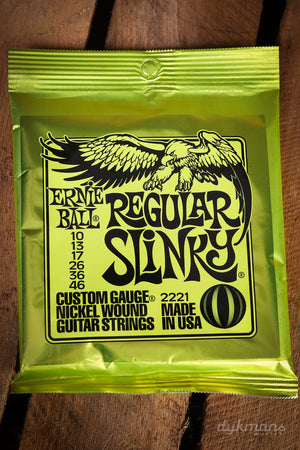 ERNIE BALL®
REGULAR
SLINKY®
10
13
17
26
36
46
CUSTOM GAUGE® 2221
NICKEL WOUND MADE
GUITAR STRINGS IN USA
dykmans